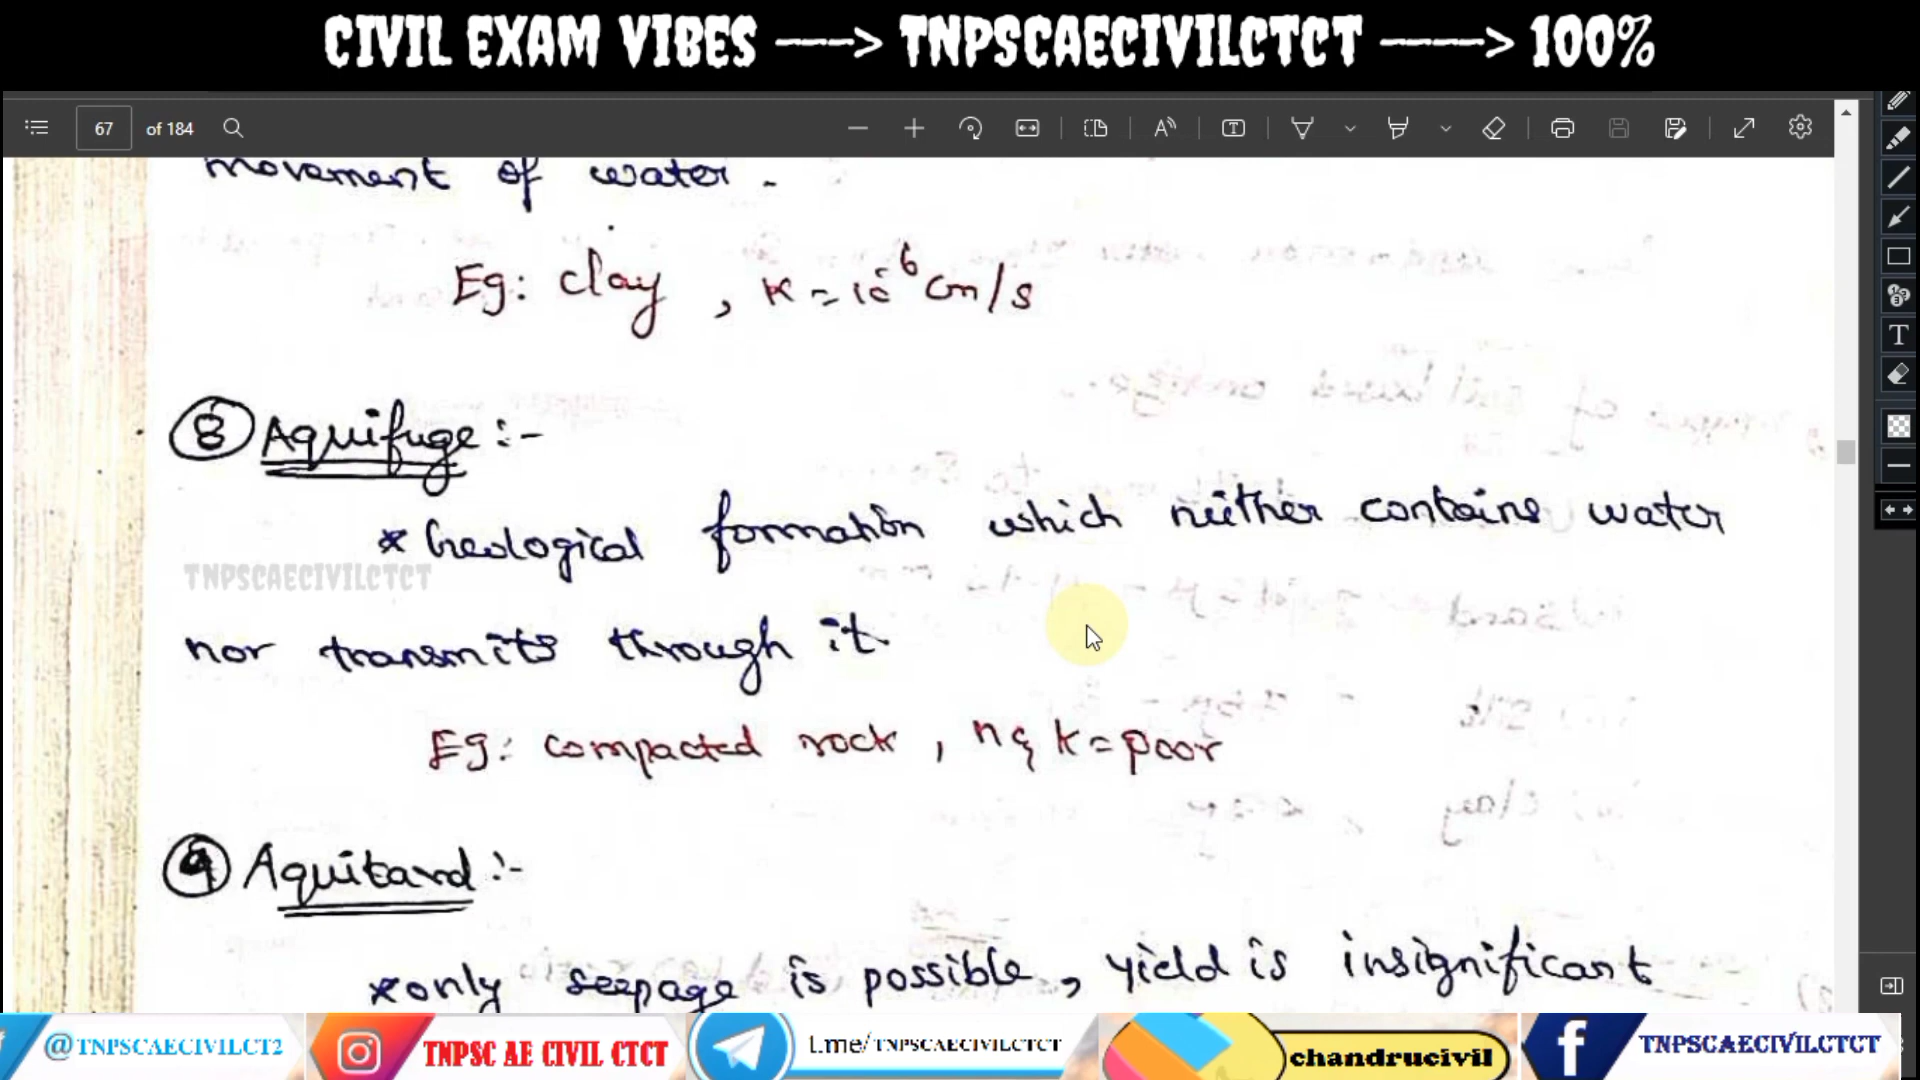 CIVIL EXAM VIBES ---> TNPSCAECIVILCTCT ----> 100%
67 of 184
movement of water.
Eg: clay, K = 10^-6 cm/s
⑧ Aquifuge :-
* Geological formation which neither contains water
TNPSCAECIVILCTCT
nor transmits through it
Eg: compacted rock, n & k = poor
⑨ Aquitard :-
* only seepage is possible, yield is insignificant
@TNPSCAECIVILCT2
TNPSC AE CIVIL CTCT
t.me/TNPSCAECIVILCTCT
chandrucivil
TNPSCAECIVILCTCT